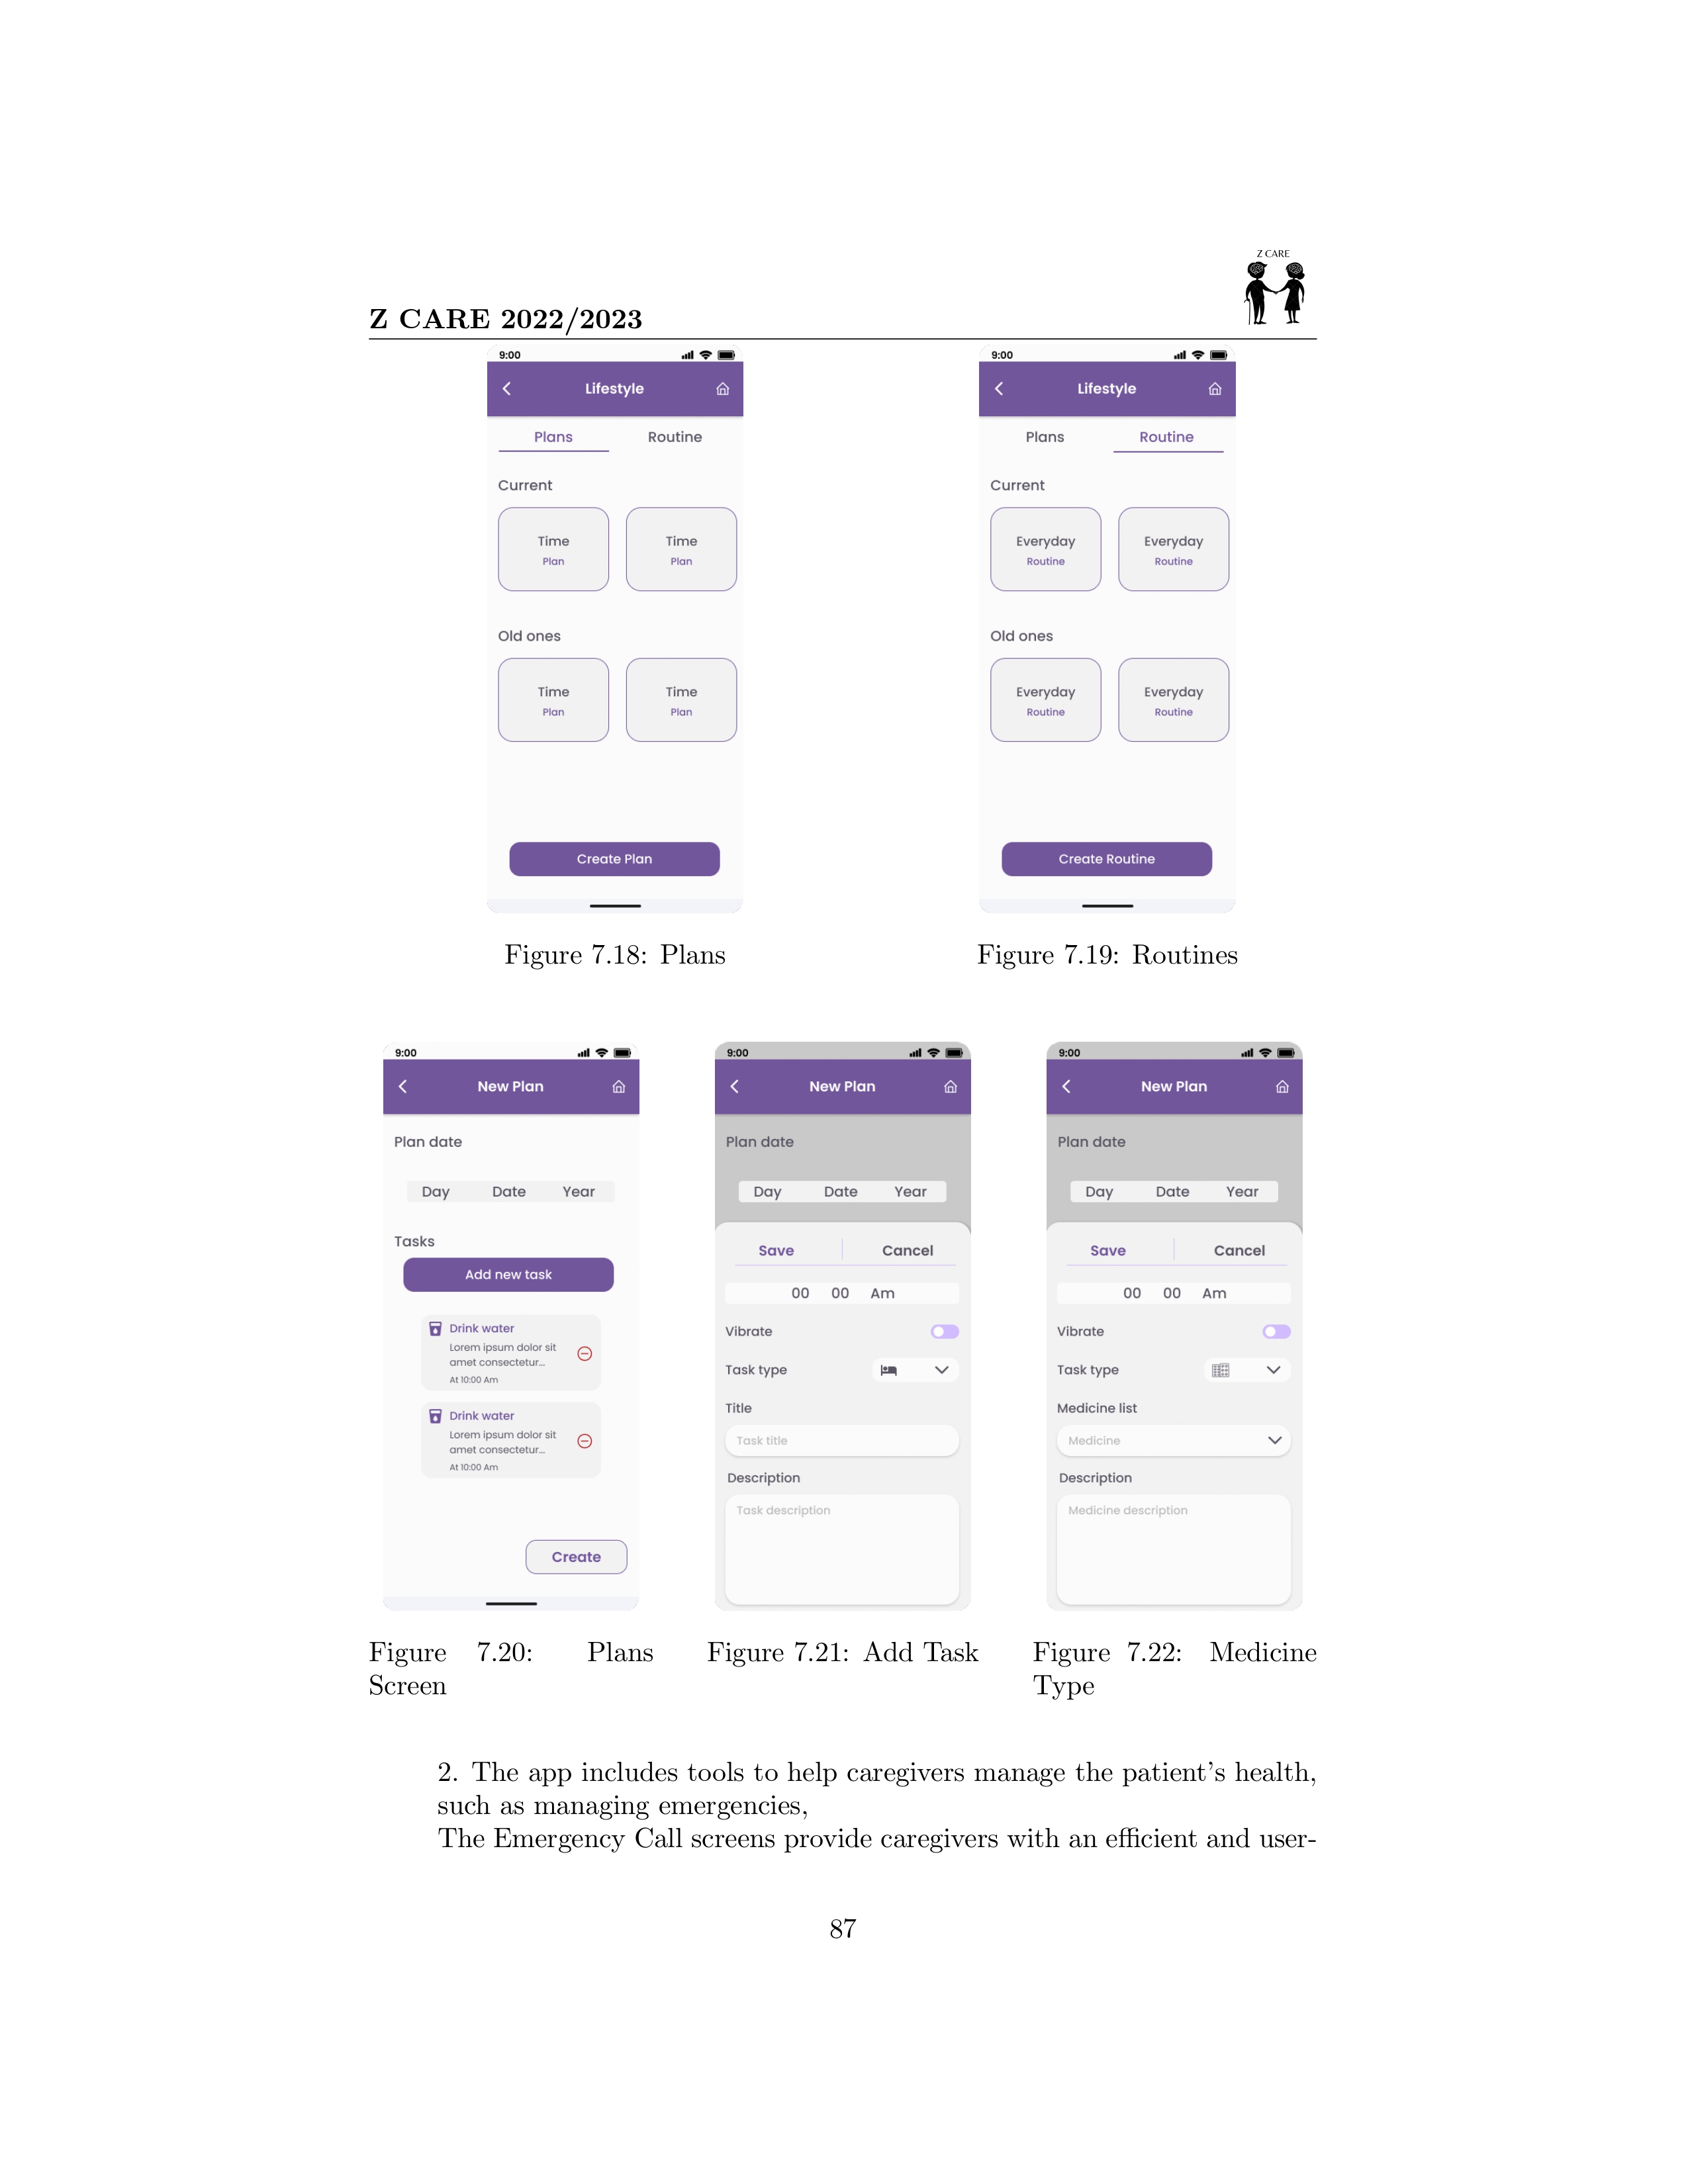 Z CARE
Z CARE 2022/2023
9:00
Lifestyle
Plans Routine
Current
Time Time
Plan Plan
Old ones
Time Time
Plan Plan
Create Plan
Figure 7.18: Plans
9:00
Lifestyle
Plans Routine
Current
Everyday Everyday
Routine Routine
Old ones
Everyday Everyday
Routine Routine
Create Routine
Figure 7.19: Routines
9:00
New Plan
Plan date
Day Date Year
Tasks
Add new task
Drink water
Lorem ipsum dolor sit
amet consectetur...
At 10:00 Am
Drink water
Lorem ipsum dolor sit
amet consectetur...
At 10:00 Am
Create
Figure 7.20: Plans
Screen
9:00
New Plan
Plan date
Day Date Year
Save Cancel
00 00 Am
Vibrate
Task type
Title
Task title
Description
Task description
Figure 7.21: Add Task
9:00
New Plan
Plan date
Day Date Year
Save Cancel
00 00 Am
Vibrate
Task type
Medicine list
Medicine
Description
Medicine description
Figure 7.22: Medicine
Type
2. The app includes tools to help caregivers manage the patient's health,
such as managing emergencies,
The Emergency Call screens provide caregivers with an efficient and user-
87